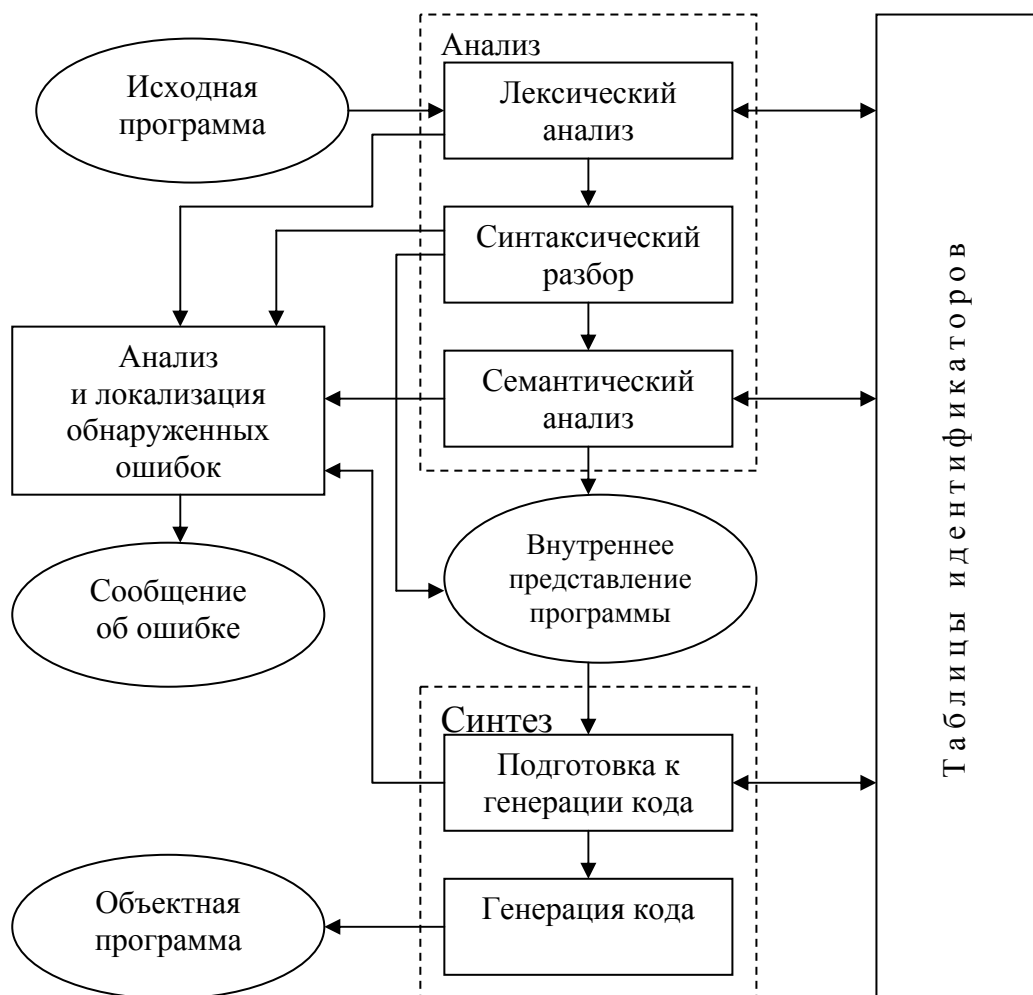 Анализ
Исходная
программа
Лексический
анализ
Синтаксический
разбор
Анализ
и локализация
обнаруженных
ошибок
Семантический
анализ
Внутреннее
представление
программы
Сообщение
об ошибке
Синтез
Подготовка к
генерации кода
Объектная
программа
Генерация кода
Таблицы идентификаторов